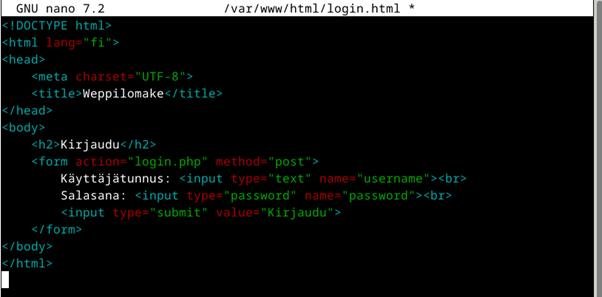 GNU nano 7.2 /var/www/html/login.html *
<!DOCTYPE html>
<html lang="fi">
<head>
    <meta charset="UTF-8">
    <title>Weppilomake</title>
</head>
<body>
    <h2>Kirjaudu</h2>
    <form action="login.php" method="post">
        Käyttäjätunnus: <input type="text" name="username"><br>
        Salasana: <input type="password" name="password"><br>
        <input type="submit" value="Kirjaudu">
    </form>
</body>
</html>